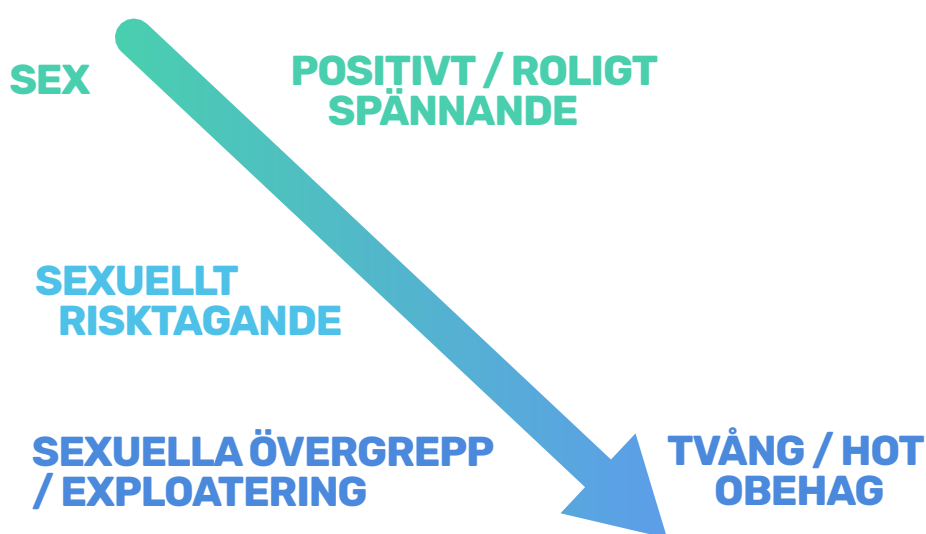 SEX
POSITIVT / ROLIGT
SPÄNNANDE
SEXUELLT
RISKTAGANDE
SEXUELLA ÖVERGREPP
/ EXPLOATERING
TVÅNG / HOT
OBEHAG